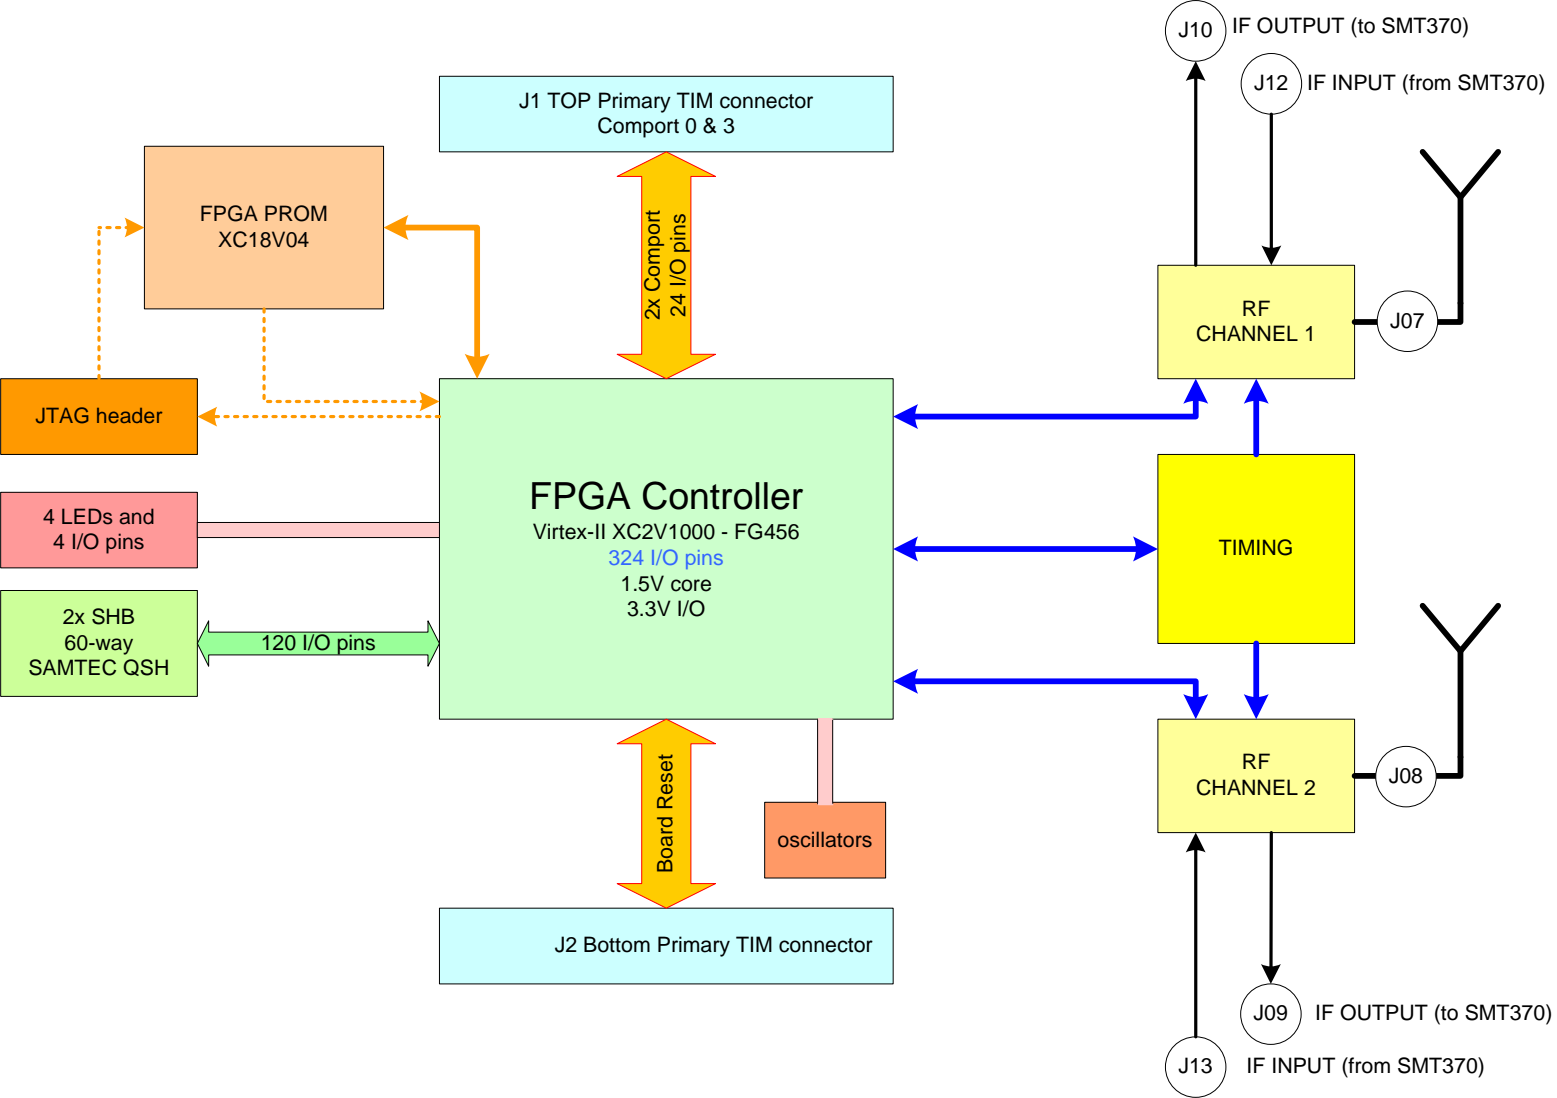 J10
IF OUTPUT (to SMT370)
J12
IF INPUT (from SMT370)
J1 TOP Primary TIM connector
Comport 0 & 3
FPGA PROM
XC18V04
2x Comport
24 I/O pins
RF
CHANNEL 1
J07
JTAG header
4 LEDs and
4 I/O pins
FPGA Controller
Virtex-II XC2V1000 - FG456
324 I/O pins
1.5V core
3.3V I/O
TIMING
2x SHB
60-way
SAMTEC QSH
120 I/O pins
Board Reset
oscillators
RF
CHANNEL 2
J08
J2 Bottom Primary TIM connector
J09
IF OUTPUT (to SMT370)
J13
IF INPUT (from SMT370)